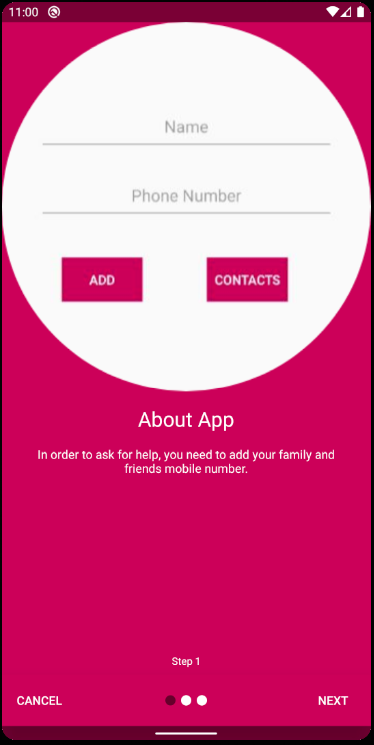 11:00
Name
Phone Number
ADD
CONTACTS
About App
In order to ask for help, you need to add your family and
friends mobile number.
Step 1
CANCEL
NEXT